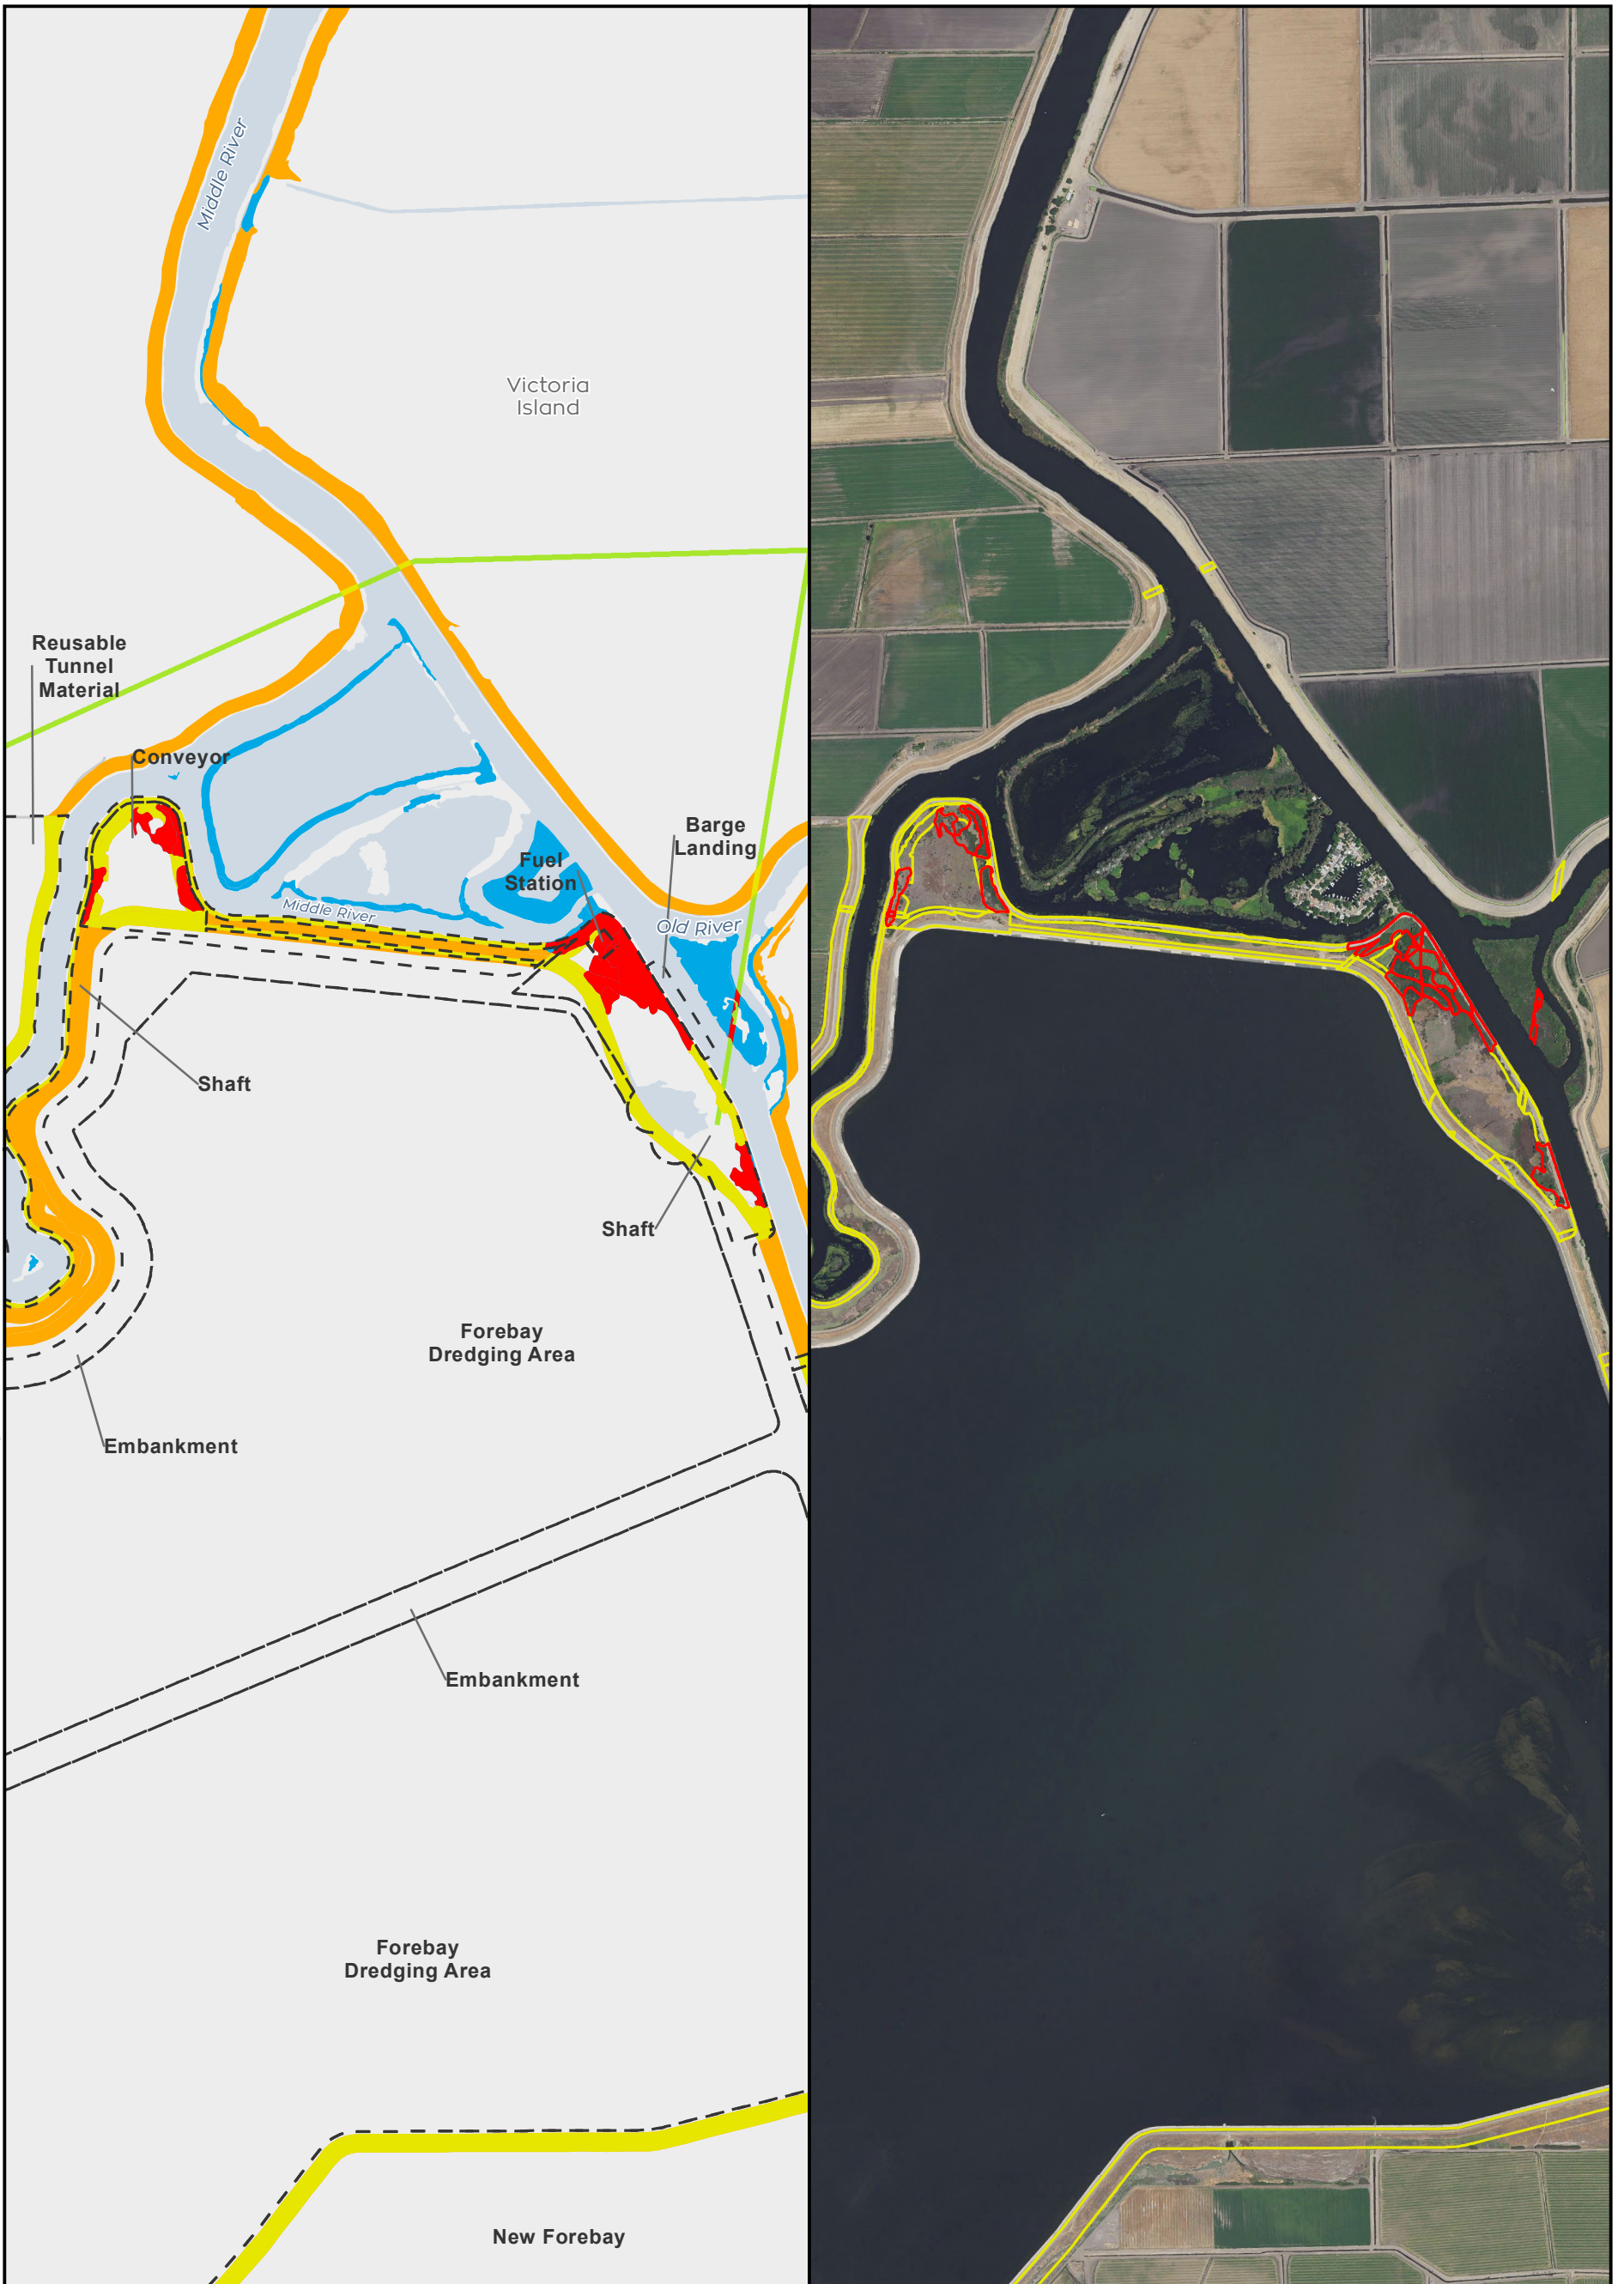 Middle River
Victoria
Island
Reusable
Tunnel
Material
Conveyor
Barge
Landing
Fuel
Station
Middle River
Old River
Shaft
Shaft
Forebay
Dredging Area
Embankment
Embankment
Forebay
Dredging Area
New Forebay